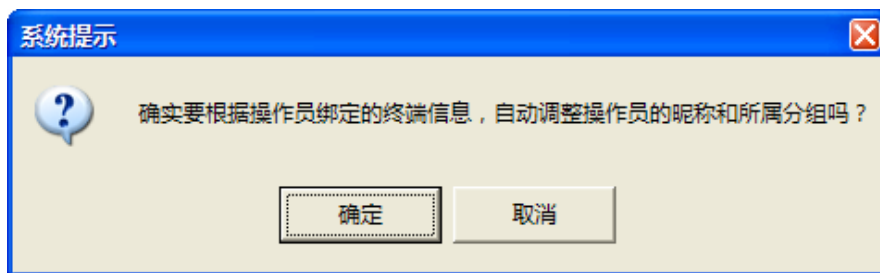 系统提示
确实要根据操作员绑定的终端信息，自动调整操作员的昵称和所属分组吗？
确定
取消